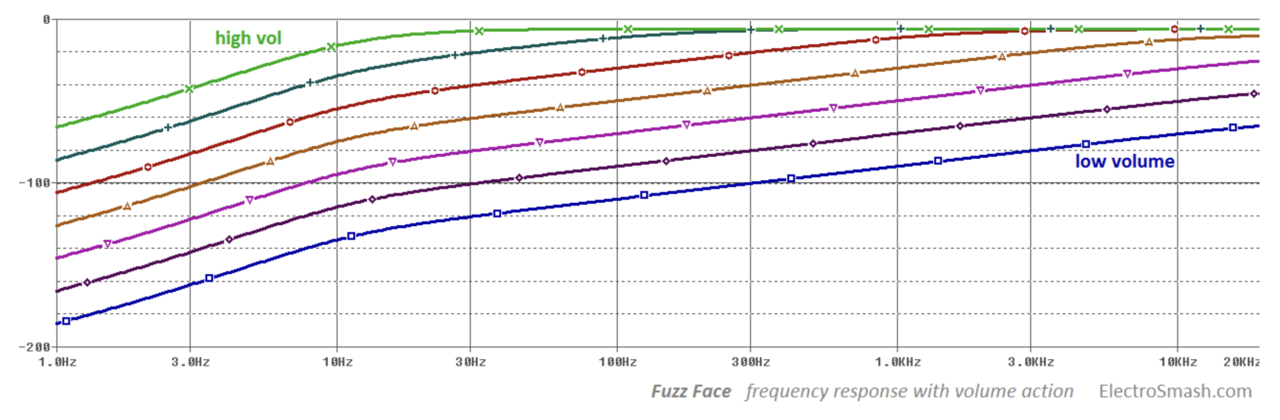 0
high vol
-100
low volume
-200
1.0Hz 3.0Hz 10Hz 30Hz 100Hz 300Hz 1.0KHz 3.0KHz 10KHz 20KHz
Fuzz Face frequency response with volume action ElectroSmash.com